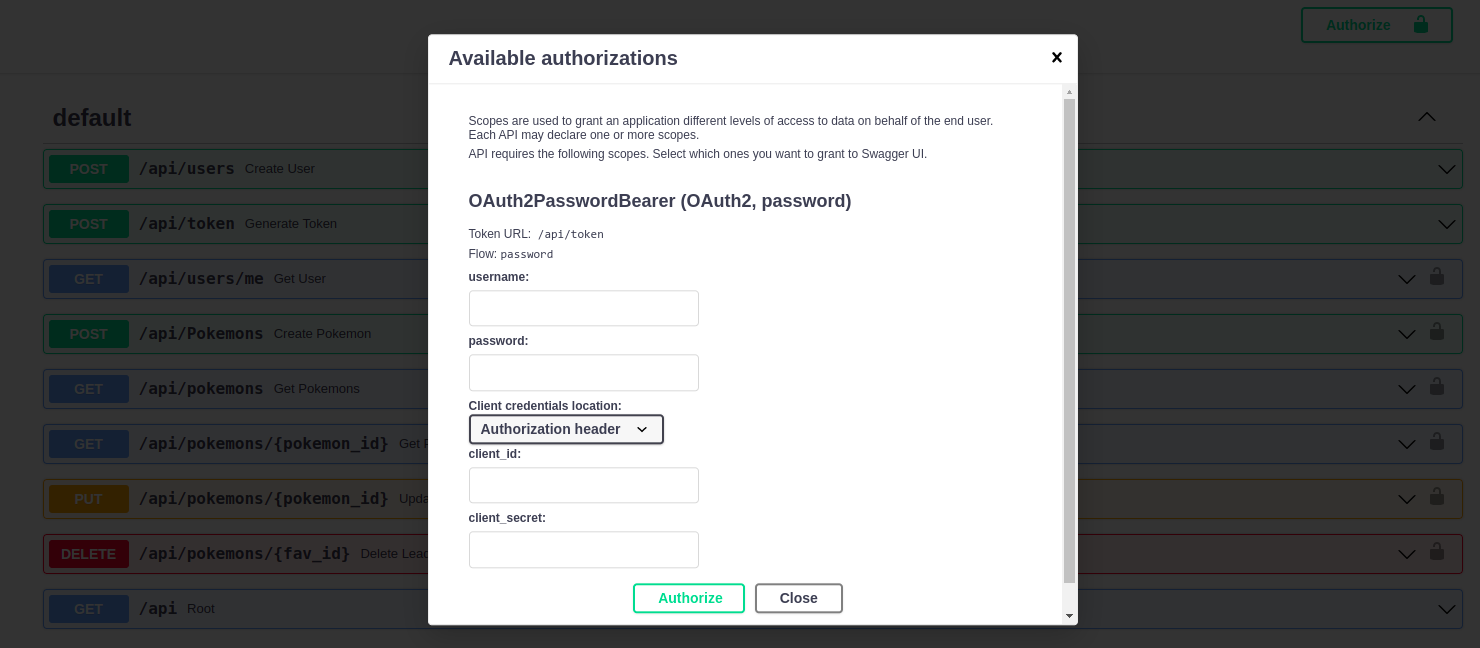 Authorize
Available authorizations
default
Scopes are used to grant an application different levels of access to data on behalf of the end user.
Each API may declare one or more scopes.
API requires the following scopes. Select which ones you want to grant to Swagger UI.
OAuth2PasswordBearer (OAuth2, password)
Token URL: /api/token
Flow: password
username:
password:
Client credentials location:
Authorization header
client_id:
client_secret:
Authorize Close
POST /api/users Create User
POST /api/token Generate Token
GET /api/users/me Get User
POST /api/Pokemons Create Pokemon
GET /api/pokemons Get Pokemons
GET /api/pokemons/{pokemon_id} Get
PUT /api/pokemons/{pokemon_id}
DELETE /api/pokemons/{fav_id} Delete
GET /api Root